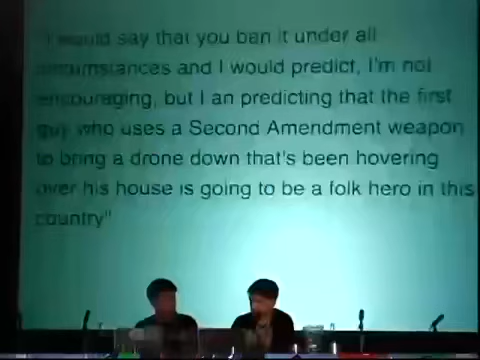 "I would say that you ban it under all
circumstances and I would predict, I'm not
encouraging, but I an predicting that the first
guy who uses a Second Amendment weapon
to bring a drone down that's been hovering
over his house is going to be a folk hero in this
country"